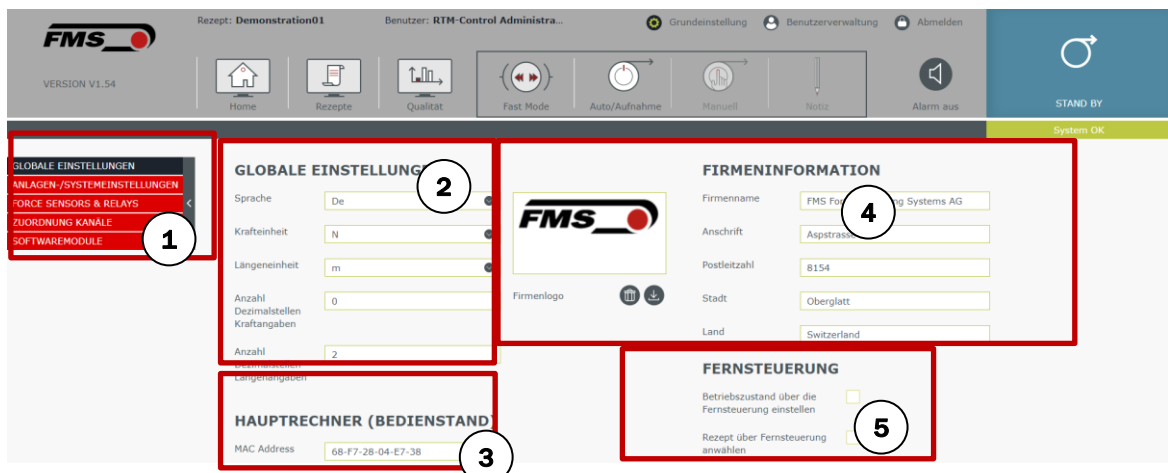 FMS
Rezept: Demonstration01
Benutzer: RTM-Control Administra...
Grundeinstellung
Benutzerverwaltung
Abmelden
VERSION V1.54
Home
Rezepte
Qualität
Fast Mode
Auto/Aufnahme
Manuell
Notiz
Alarm aus
STAND BY
System OK
GLOBALE EINSTELLUNGEN
ANLAGEN-/SYSTEMEINSTELLUNGEN
FORCE SENSORS & RELAYS
ZUORDNUNG KANÄLE
SOFTWAREMODULE
1
GLOBALE EINSTELLUNG
2
Sprache
De
Krafteinheit
N
Längeneinheit
m
Anzahl
Dezimalstellen
Kraftangaben
0
Anzahl
Dezimalstellen
Längenangaben
2
HAUPTRECHNER (BEDIENSTAND)
MAC Address
68-F7-28-04-E7-38
3
FMS
Firmenlogo
FIRMENINFORMATION
4
Firmenname
FMS For ng Systems AG
Anschrift
Aspstrasse
Postleitzahl
8154
Stadt
Oberglatt
Land
Switzerland
FERNSTEUERUNG
Betriebszustand über die
Fernsteuerung einstellen
Rezept über Fernsteuerung
anwählen
5